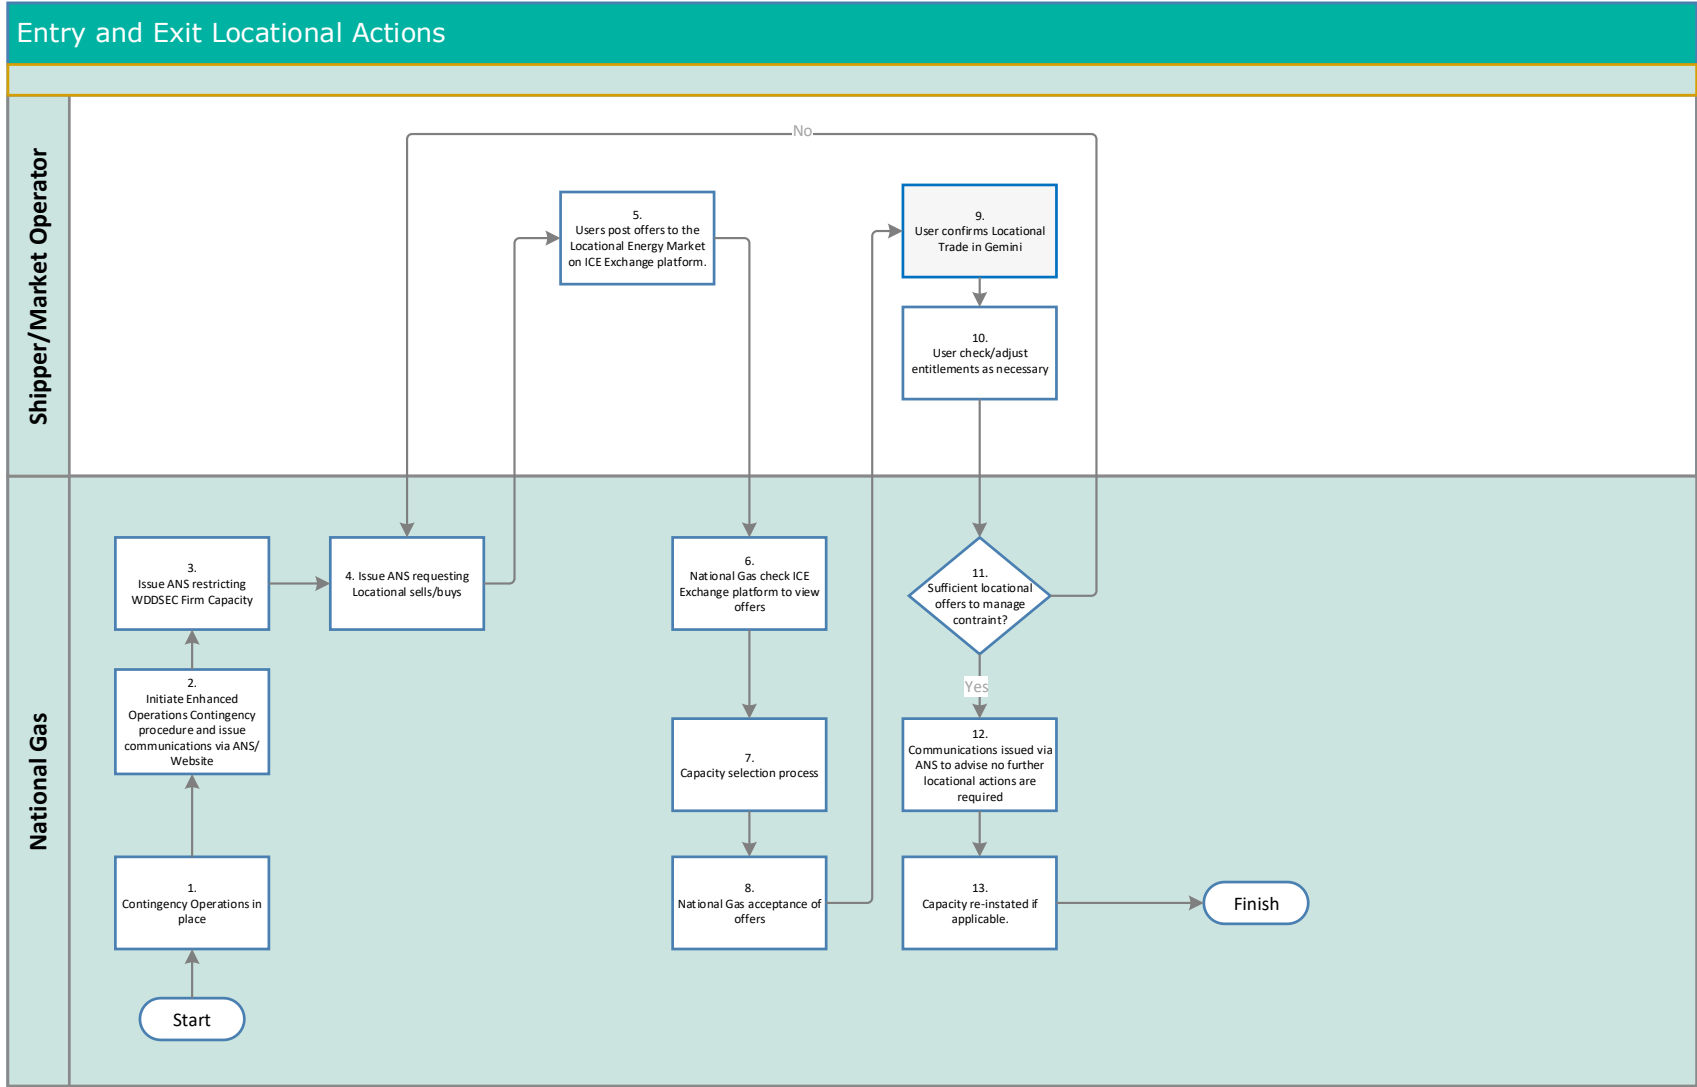 Entry and Exit Locational Actions
Shipper/Market Operator
No
5.
Users post offers to the
Locational Energy Market
on ICE Exchange platform.
9.
User confirms Locational
Trade in Gemini
10.
User check/adjust
entitlements as necessary
National Gas
3.
Issue ANS restricting
WDDSEC Firm Capacity
4. Issue ANS requesting
Locational sells/buys
6.
National Gas check ICE
Exchange platform to view
offers
11.
Sufficient locational
offers to manage
contraint?
2.
Initiate Enhanced
Operations Contingency
procedure and issue
communications via ANS/
Website
Yes
7.
Capacity selection process
12.
Communications issued via
ANS to advise no further
locational actions are
required
1.
Contingency Operations in
place
8.
National Gas acceptance of
offers
13.
Capacity re-instated if
applicable.
Finish
Start